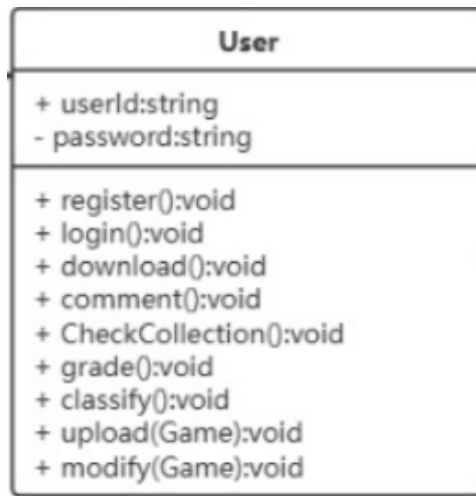 User
+ userId:string
- password:string
+ register():void
+ login():void
+ download():void
+ comment():void
+ CheckCollection():void
+ grade():void
+ classify():void
+ upload(Game):void
+ modify(Game):void